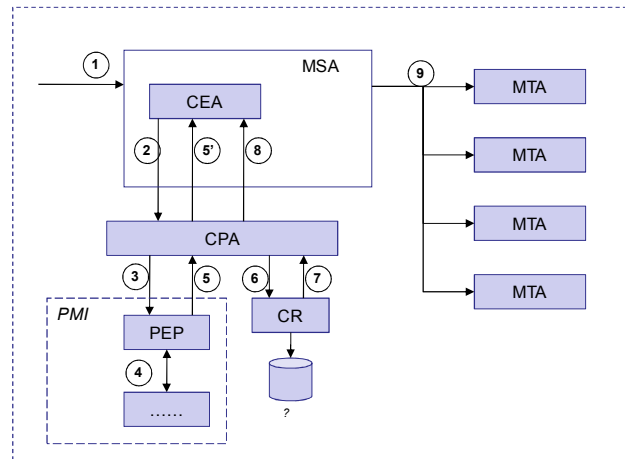 1
MSA
9
MTA
CEA
2
5'
8
MTA
CPA
MTA
3
5
6
7
MTA
PMI
PEP
CR
4
......
?